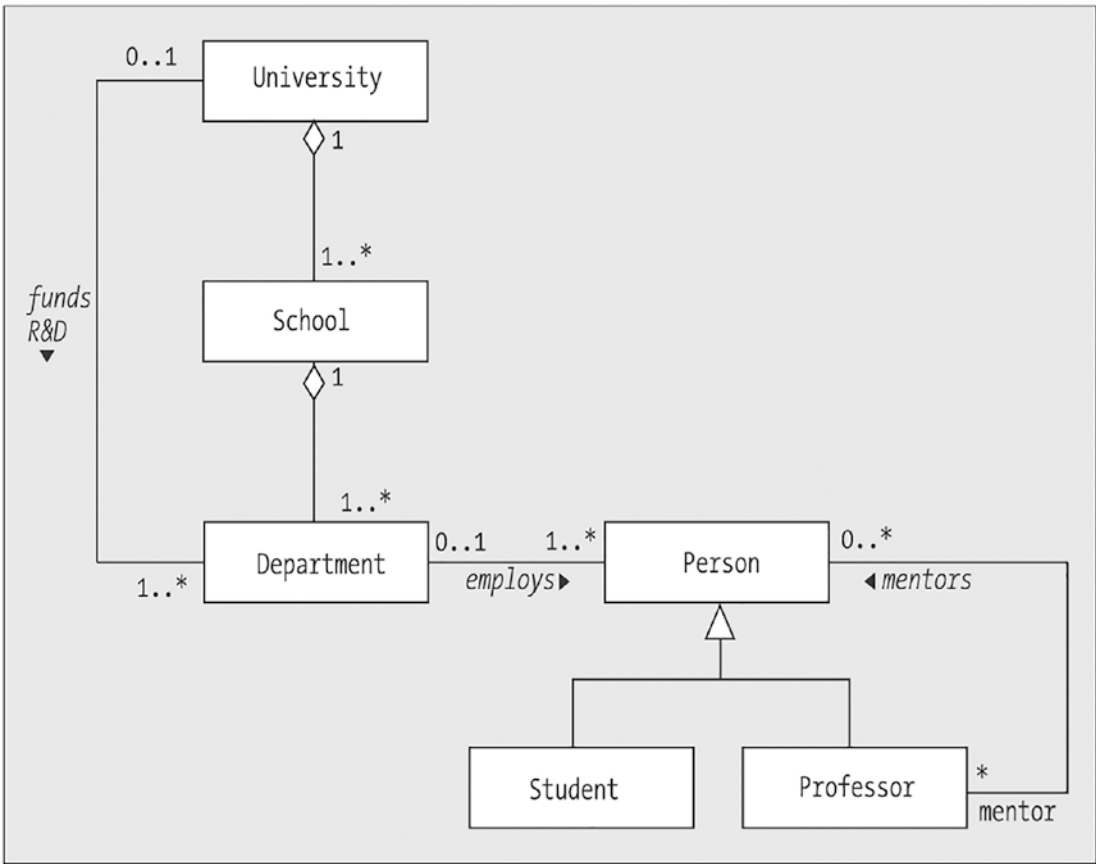 0..1
University
1
1..*
funds
R&D
School
1
1..*
Department
1..*
0..1
employs
1..*
Person
0..*
mentors
Student
Professor
*
mentor